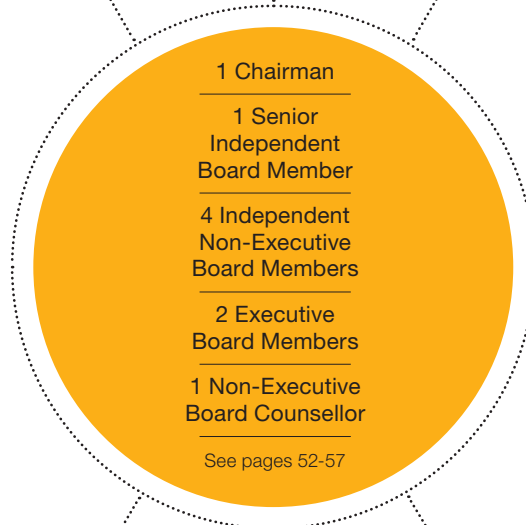 1 Chairman
1 Senior
Independent
Board Member
4 Independent
Non-Executive
Board Members
2 Executive
Board Members
1 Non-Executive
Board Counsellor
See pages 52-57